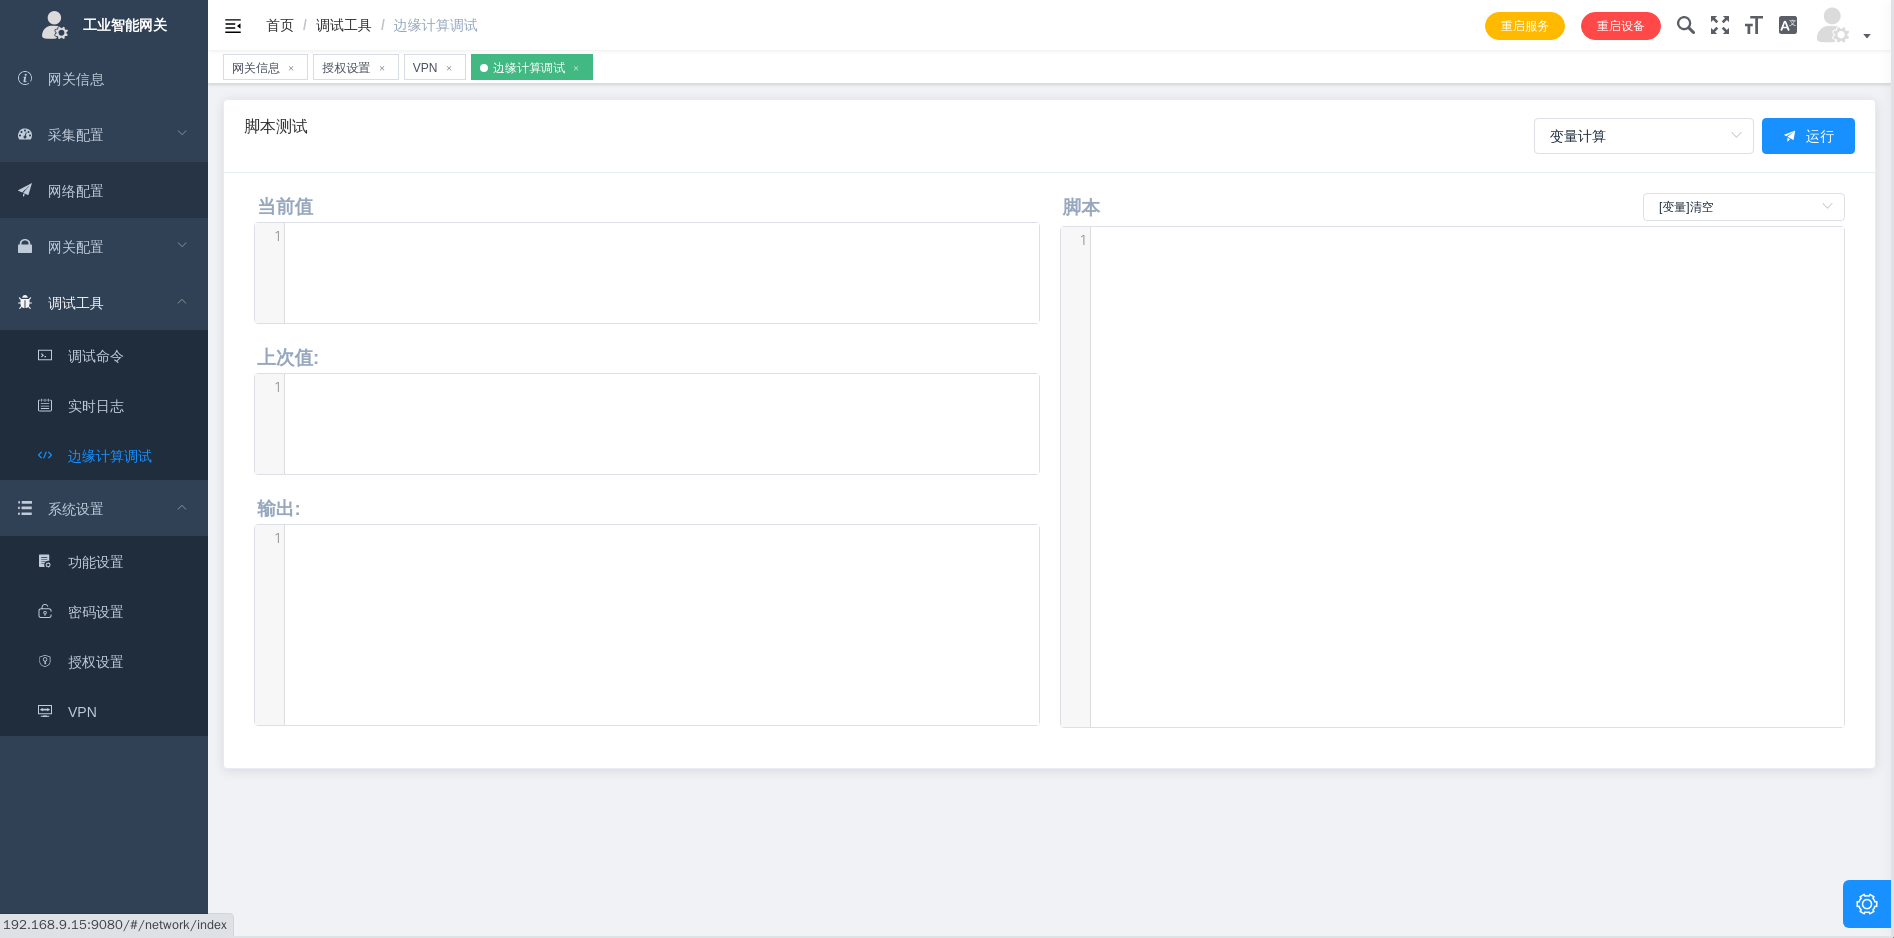 工业智能网关
网关信息
采集配置
网络配置
网关配置
调试工具
调试命令
实时日志
边缘计算调试
系统设置
功能设置
密码设置
授权设置
VPN
首页 / 调试工具 / 边缘计算调试
重启服务 重启设备
网关信息 × 授权设置 × VPN × 边缘计算调试 ×
脚本测试
变量计算
运行
当前值
1
上次值:
1
输出:
1
脚本
[变量]清空
1
192.168.9.15:9080/#/network/index